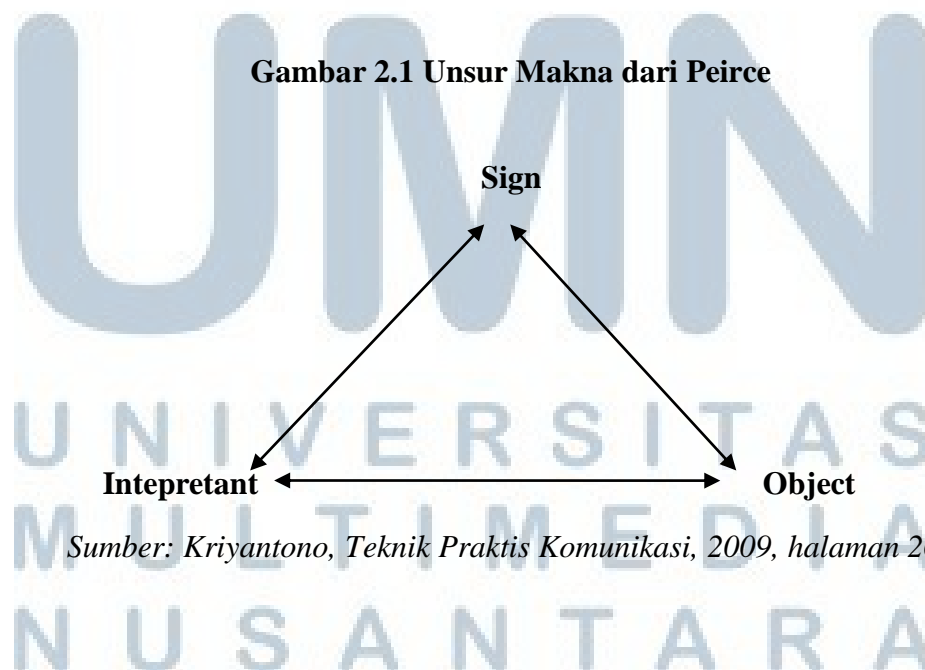 UMN
Gambar 2.1 Unsur Makna dari Peirce
Sign
UNIVERSITAS
Intepretant Object
MULTIMEDIA
Sumber: Kriyantono, Teknik Praktis Komunikasi, 2009, halaman
NUSANTARA